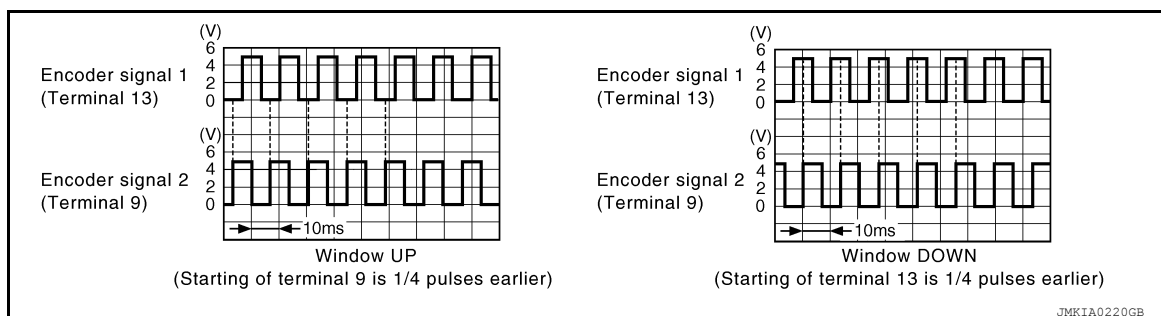 (V)
6
4
2
0
Encoder signal 1
(Terminal 13)
(V)
6
4
2
0
Encoder signal 2
(Terminal 9)
10ms
Window UP
(Starting of terminal 9 is 1/4 pulses earlier)
(V)
6
4
2
0
Encoder signal 1
(Terminal 13)
(V)
6
4
2
0
Encoder signal 2
(Terminal 9)
10ms
Window DOWN
(Starting of terminal 13 is 1/4 pulses earlier)
JMKIA0220GB